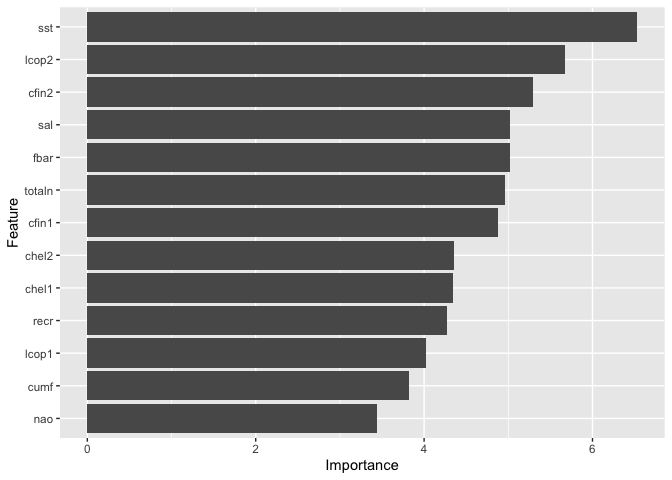 sst
lcop2
cfin2
sal
fbar
totaln
cfin1
chel2
chel1
recr
lcop1
cumf
nao
Feature
0 2 4 6
Importance